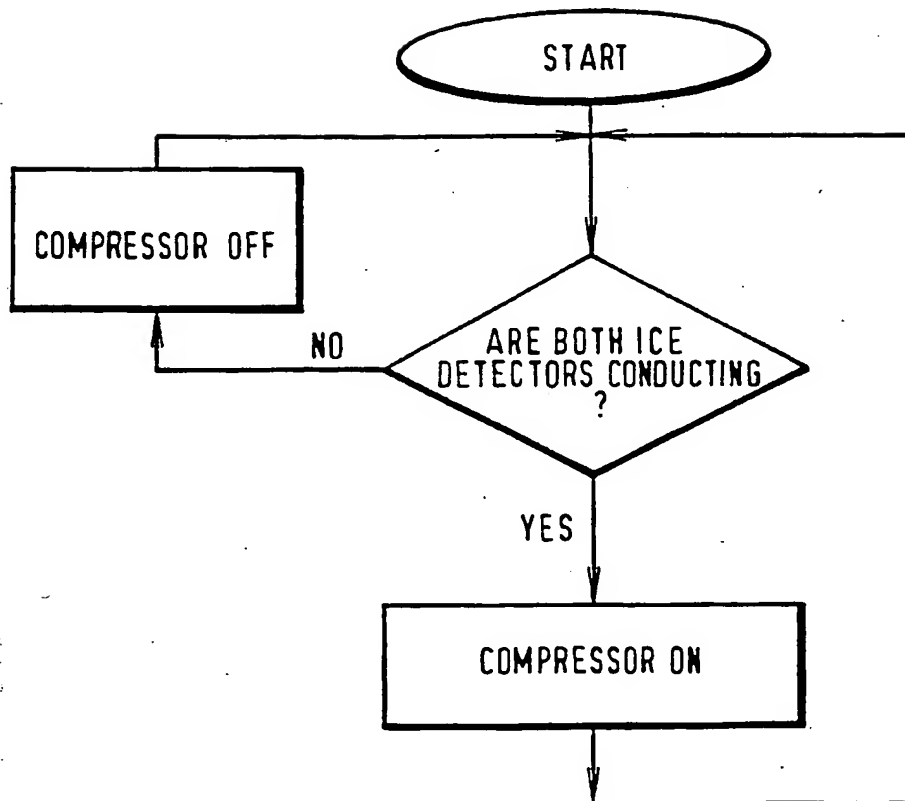 START
COMPRESSOR OFF
NO
ARE BOTH ICE
DETECTORS CONDUCTING
?
YES
COMPRESSOR ON